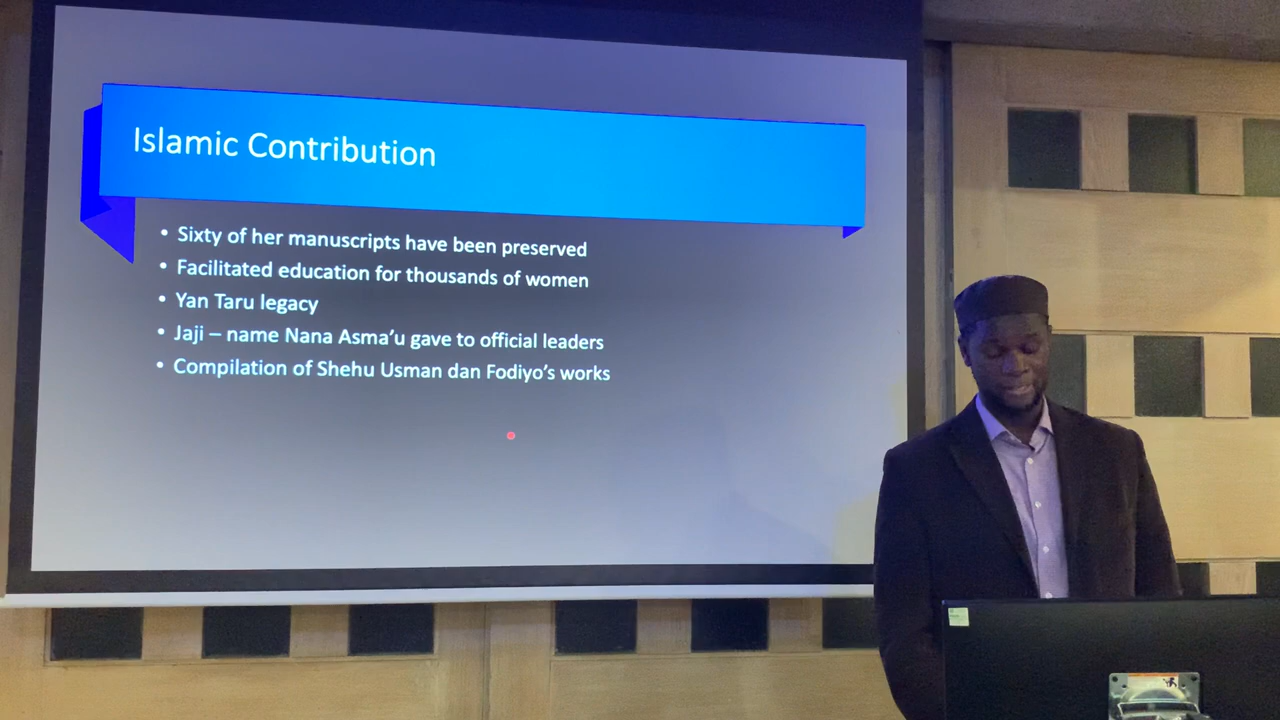 Islamic Contribution
• Sixty of her manuscripts have been preserved
• Facilitated education for thousands of women
• Yan Taru legacy
• Jaji – name Nana Asma'u gave to official leaders
• Compilation of Shehu Usman dan Fodiyo's works